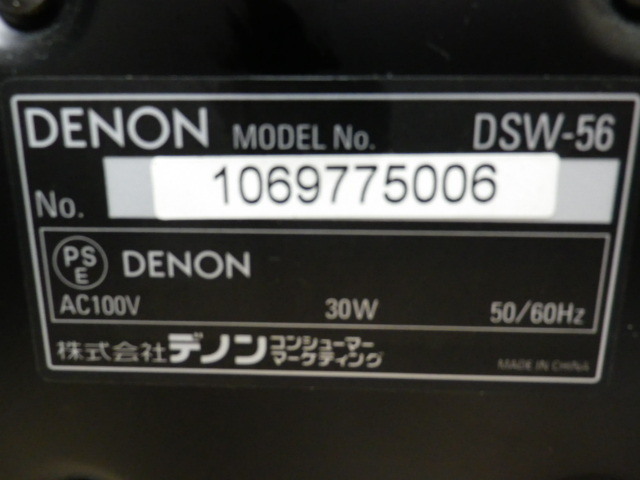 DENON MODEL No. DSW-56
No. 1069775006
PSE DENON
AC100V 30W 50/60Hz
株式会社デノン コンシューマー
マーケティング
MADE IN CHINA